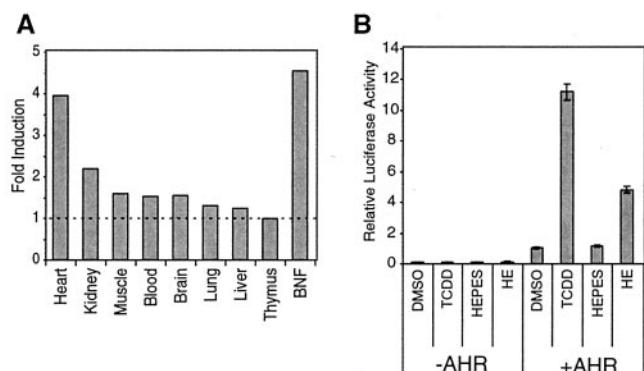 A
Fold Induction
5
4
3
2
1
0
Heart
Kidney
Muscle
Blood
Brain
Lung
Liver
Thymus
BNF
B
Relative Luciferase Activity
14
12
10
8
6
4
2
0
DMSO
TCDD
HEPES
HE
DMSO
TCDD
HEPES
HE
-AHR
+AHR